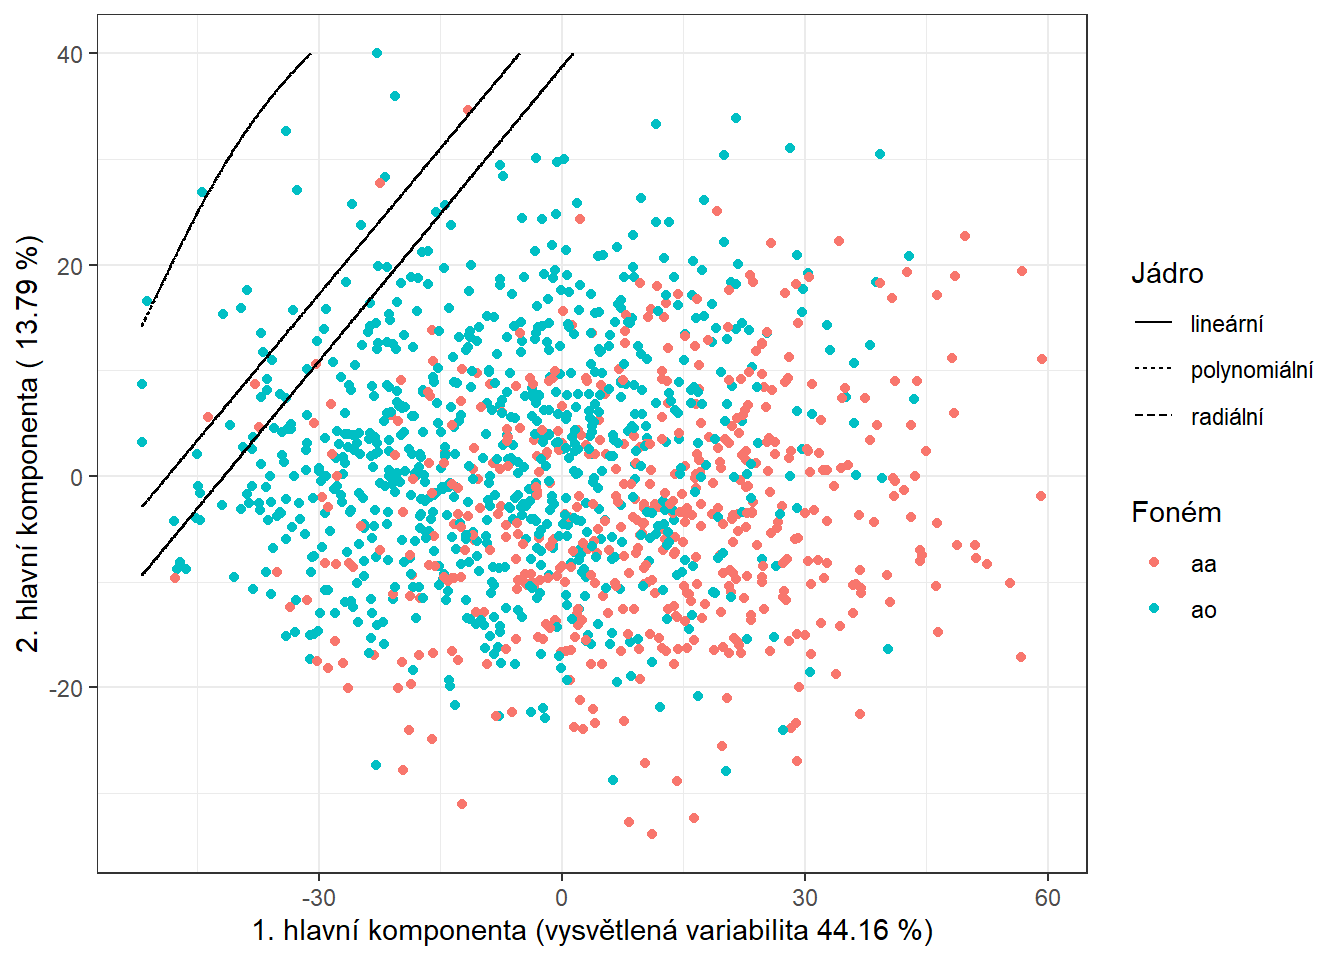 40
20
0
-20
2. hlavní komponenta ( 13.79 %)
-30
0
30
60
1. hlavní komponenta (vysvětlená variabilita 44.16 %)
Jádro
lineární
polynomiální
radiální
Foném
aa
ao